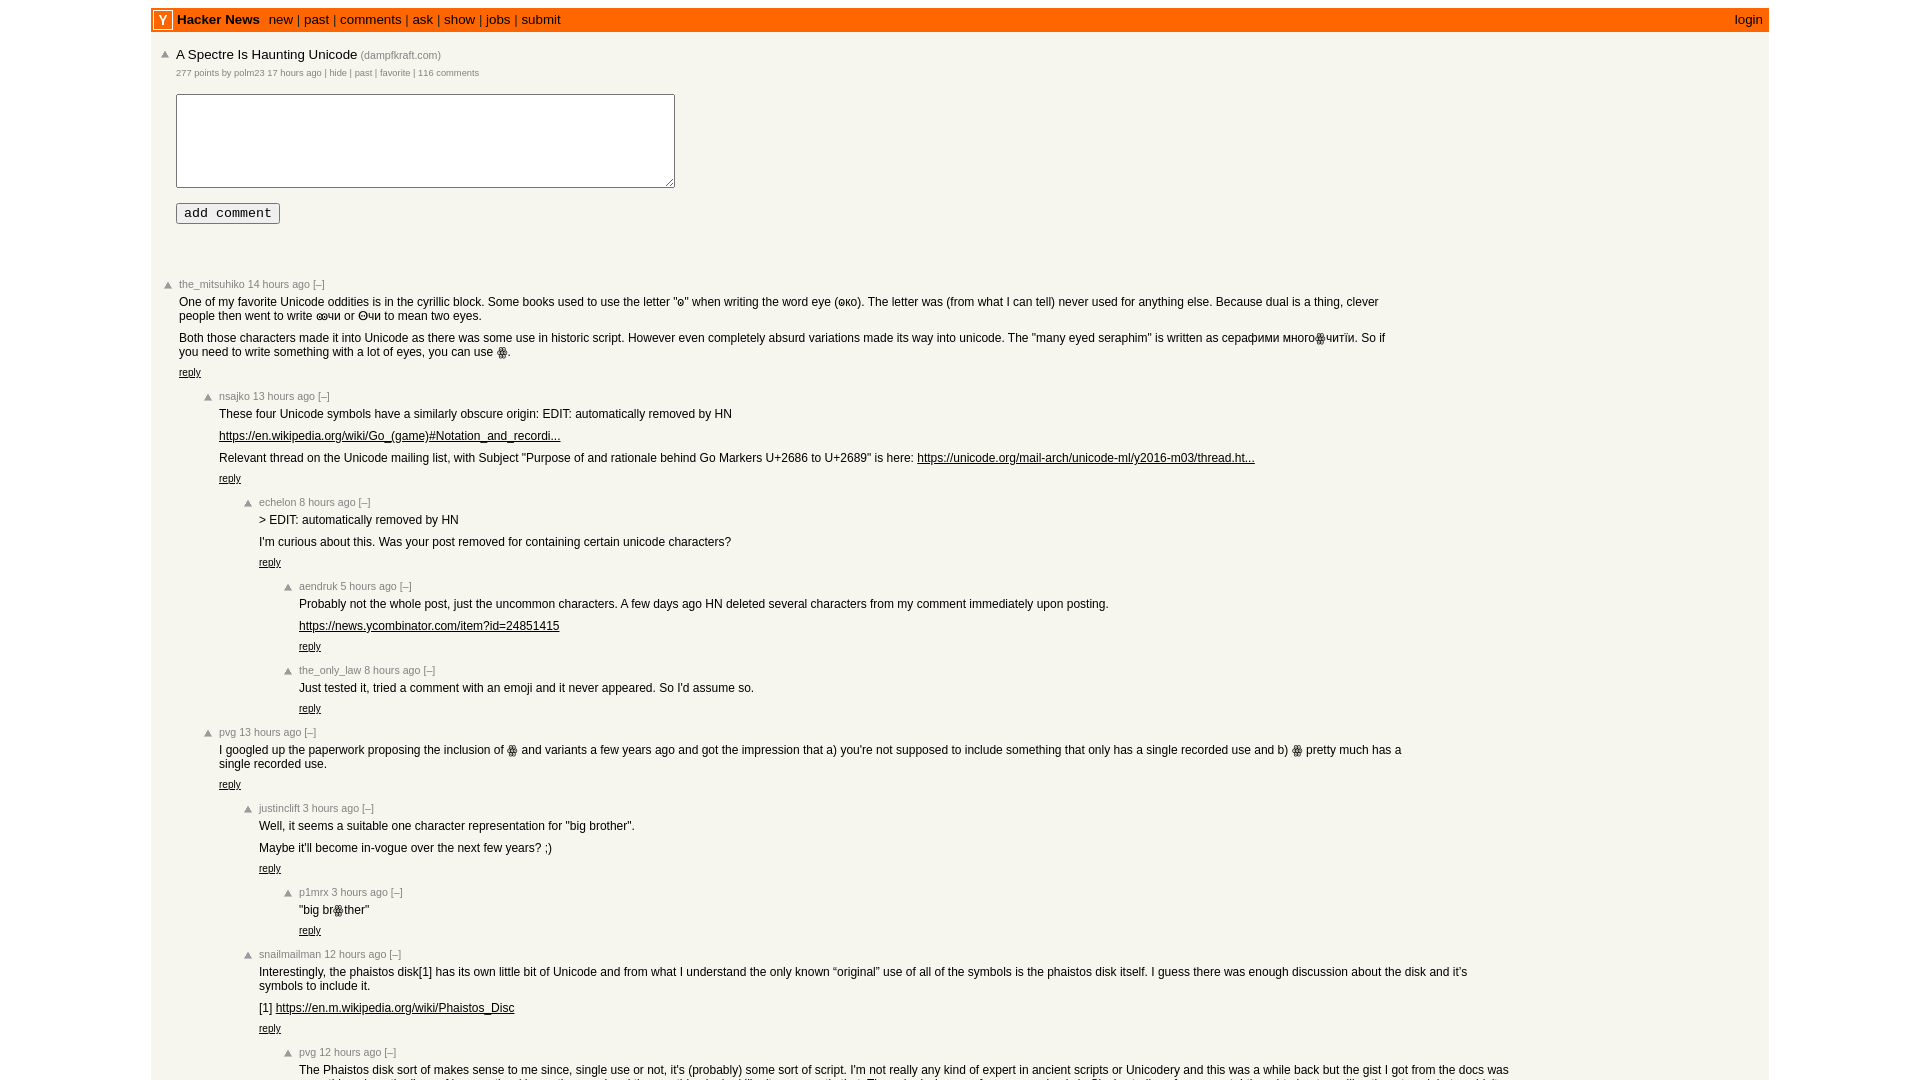 Y Hacker News new | past | comments | ask | show | jobs | submit login
A Spectre Is Haunting Unicode (dampfkraft.com)
277 points by polm23 17 hours ago | hide | past | favorite | 116 comments
add comment
the_mitsuhiko 14 hours ago [–]
One of my favorite Unicode oddities is in the cyrillic block. Some books used to use the letter "ꙩ" when writing the word eye (ꙩко). The letter was (from what I can tell) never used for anything else. Because dual is a thing, clever
people then went to write ꙭчи or Ꙩчи to mean two eyes.
Both those characters made it into Unicode as there was some use in historic script. However even completely absurd variations made its way into unicode. The "many eyed seraphim" is written as серафими многоꙮчитїи. So if
you need to write something with a lot of eyes, you can use ꙮ.
reply
nsajko 13 hours ago [–]
These four Unicode symbols have a similarly obscure origin: EDIT: automatically removed by HN
https://en.wikipedia.org/wiki/Go_(game)#Notation_and_recordi...
Relevant thread on the Unicode mailing list, with Subject "Purpose of and rationale behind Go Markers U+2686 to U+2689" is here: https://unicode.org/mail-arch/unicode-ml/y2016-m03/thread.ht...
reply
echelon 8 hours ago [–]
> EDIT: automatically removed by HN
I'm curious about this. Was your post removed for containing certain unicode characters?
reply
aendruk 5 hours ago [–]
Probably not the whole post, just the uncommon characters. A few days ago HN deleted several characters from my comment immediately upon posting.
https://news.ycombinator.com/item?id=24851415
reply
the_only_law 8 hours ago [–]
Just tested it, tried a comment with an emoji and it never appeared. So I'd assume so.
reply
pvg 13 hours ago [–]
I googled up the paperwork proposing the inclusion of ꙮ and variants a few years ago and got the impression that a) you're not supposed to include something that only has a single recorded use and b) ꙮ pretty much has a
single recorded use.
reply
justinclift 3 hours ago [–]
Well, it seems a suitable one character representation for "big brother".
Maybe it'll become in-vogue over the next few years? ;)
reply
p1mrx 3 hours ago [–]
"big brꙮther"
reply
snailmailman 12 hours ago [–]
Interestingly, the phaistos disk[1] has its own little bit of Unicode and from what I understand the only known “original” use of all of the symbols is the phaistos disk itself. I guess there was enough discussion about the disk and it’s
symbols to include it.
[1] https://en.m.wikipedia.org/wiki/Phaistos_Disc
reply
pvg 12 hours ago [–]
The Phaistos disk sort of makes sense to me since, single use or not, it's (probably) some sort of script. I'm not really any kind of expert in ancient scripts or Unicodery and this was a while back but the gist I got from the docs was